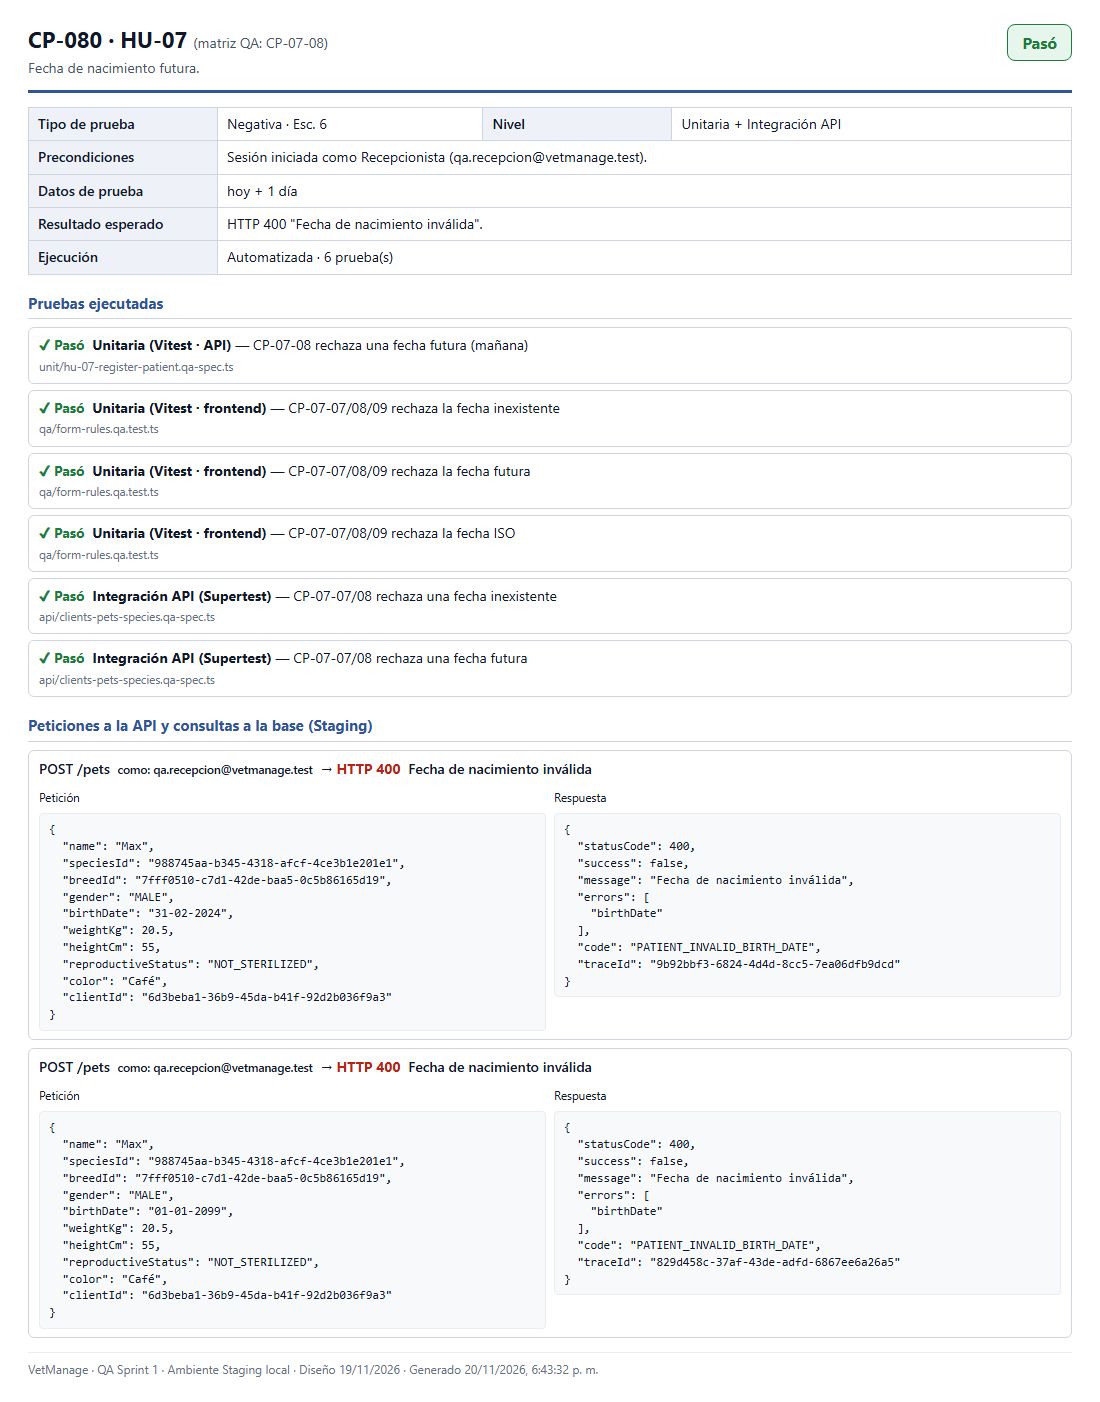 CP-080 · HU-07 (matriz QA: CP-07-08)
Pasó
Fecha de nacimiento futura.
Tipo de prueba Negativa · Esc. 6 Nivel Unitaria + Integración API
Precondiciones Sesión iniciada como Recepcionista (qa.recepcion@vetmanage.test).
Datos de prueba hoy + 1 día
Resultado esperado HTTP 400 "Fecha de nacimiento inválida".
Ejecución Automatizada · 6 prueba(s)
Pruebas ejecutadas
✓ Pasó Unitaria (Vitest · API) — CP-07-08 rechaza una fecha futura (mañana)
unit/hu-07-register-patient.qa-spec.ts
✓ Pasó Unitaria (Vitest · frontend) — CP-07-07/08/09 rechaza la fecha inexistente
qa/form-rules.qa.test.ts
✓ Pasó Unitaria (Vitest · frontend) — CP-07-07/08/09 rechaza la fecha futura
qa/form-rules.qa.test.ts
✓ Pasó Unitaria (Vitest · frontend) — CP-07-07/08/09 rechaza la fecha ISO
qa/form-rules.qa.test.ts
✓ Pasó Integración API (Supertest) — CP-07-07/08 rechaza una fecha inexistente
api/clients-pets-species.qa-spec.ts
✓ Pasó Integración API (Supertest) — CP-07-07/08 rechaza una fecha futura
api/clients-pets-species.qa-spec.ts
Peticiones a la API y consultas a la base (Staging)
POST /pets como: qa.recepcion@vetmanage.test → HTTP 400 Fecha de nacimiento inválida
Petición
{
"name": "Max",
"speciesId": "988745aa-b345-4318-afcf-4ce3b1e201e1",
"breedId": "7fff0510-c7d1-42de-baa5-0c5b86165d19",
"gender": "MALE",
"birthDate": "31-02-2024",
"weightKg": 20.5,
"heightCm": 55,
"reproductiveStatus": "NOT_STERILIZED",
"color": "Café",
"clientId": "6d3beba1-36b9-45da-b41f-92d2b036f9a3"
}
Respuesta
{
"statusCode": 400,
"success": false,
"message": "Fecha de nacimiento inválida",
"errors": [
"birthDate"
],
"code": "PATIENT_INVALID_BIRTH_DATE",
"traceId": "9b92bbf3-6824-4d4d-8cc5-7ea06dfb9dcd"
}
POST /pets como: qa.recepcion@vetmanage.test → HTTP 400 Fecha de nacimiento inválida
Petición
{
"name": "Max",
"speciesId": "988745aa-b345-4318-afcf-4ce3b1e201e1",
"breedId": "7fff0510-c7d1-42de-baa5-0c5b86165d19",
"gender": "MALE",
"birthDate": "01-01-2099",
"weightKg": 20.5,
"heightCm": 55,
"reproductiveStatus": "NOT_STERILIZED",
"color": "Café",
"clientId": "6d3beba1-36b9-45da-b41f-92d2b036f9a3"
}
Respuesta
{
"statusCode": 400,
"success": false,
"message": "Fecha de nacimiento inválida",
"errors": [
"birthDate"
],
"code": "PATIENT_INVALID_BIRTH_DATE",
"traceId": "829d458c-37af-43de-adfd-6867ee6a26a5"
}
VetManage · QA Sprint 1 · Ambiente Staging local · Diseño 19/11/2026 · Generado 20/11/2026, 6:43:32 p. m.